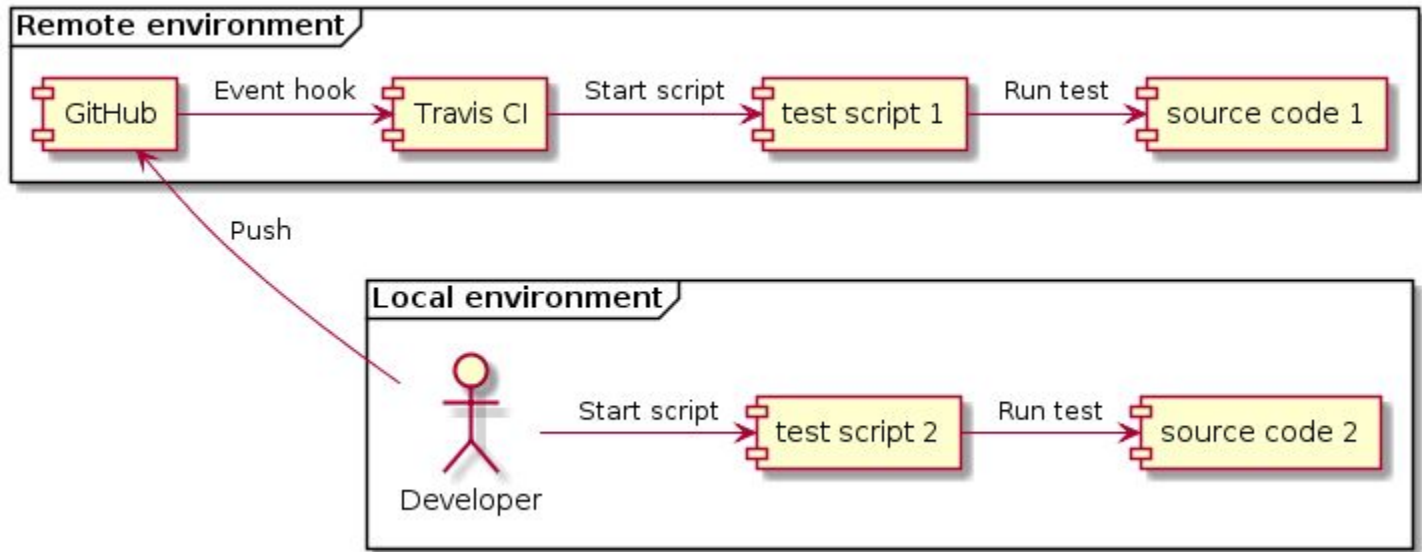 Remote environment
Event hook
Start script
Run test
GitHub
Travis CI
test script 1
source code 1
Push
Local environment
Start script
Run test
test script 2
source code 2
Developer